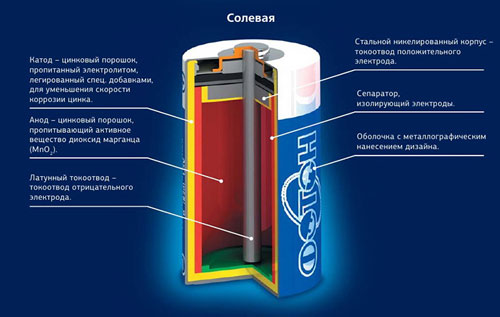 Солевая
Катод – цинковый порошок,
пропитанный электролитом,
легированный спец. добавками,
для уменьшения скорости
коррозии цинка.
Анод – цинковый порошок,
пропитывающий активное
вещество диоксид марганца
(MnO2).
Латунный токоотвод –
токоотвод отрицательного
электрода.
Стальной никелированный корпус –
токоотвод положительного
электрода.
Сепаратор,
изолирующий электроды.
Оболочка с металлографическим
нанесением дизайна.